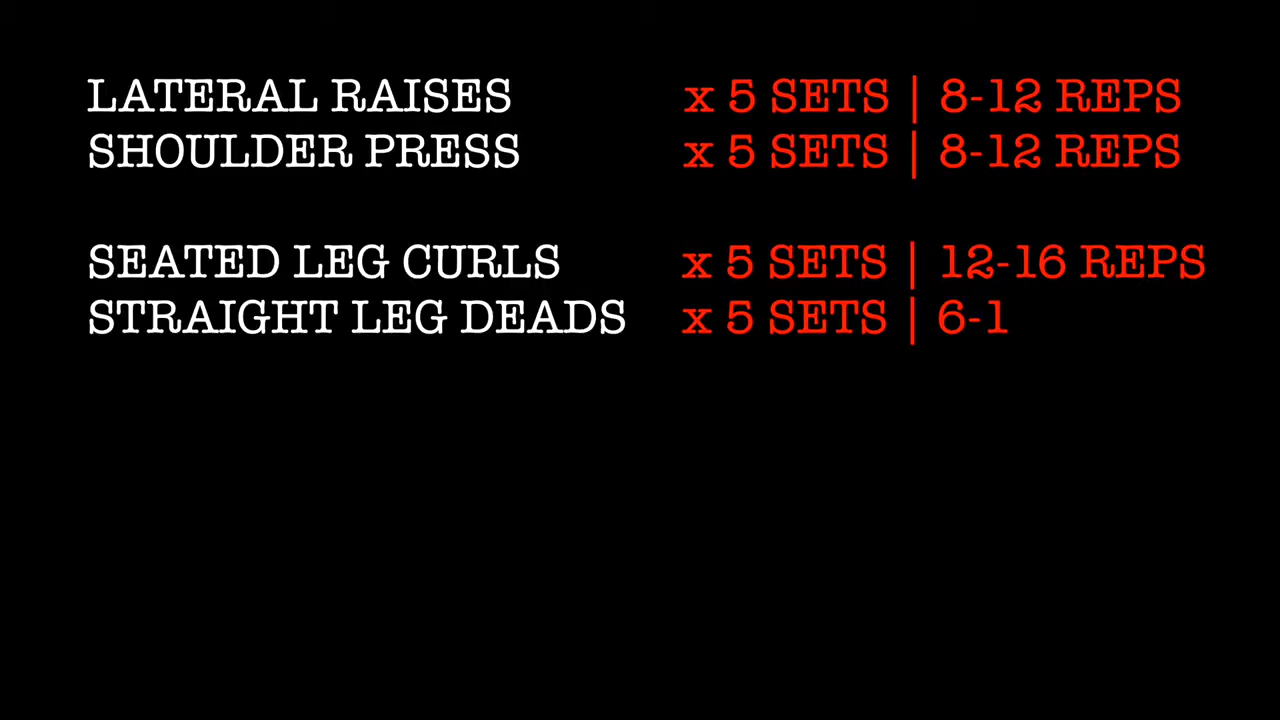 LATERAL RAISES x 5 SETS | 8-12 REPS
SHOULDER PRESS x 5 SETS | 8-12 REPS
SEATED LEG CURLS x 5 SETS | 12-16 REPS
STRAIGHT LEG DEADS x 5 SETS | 6-1